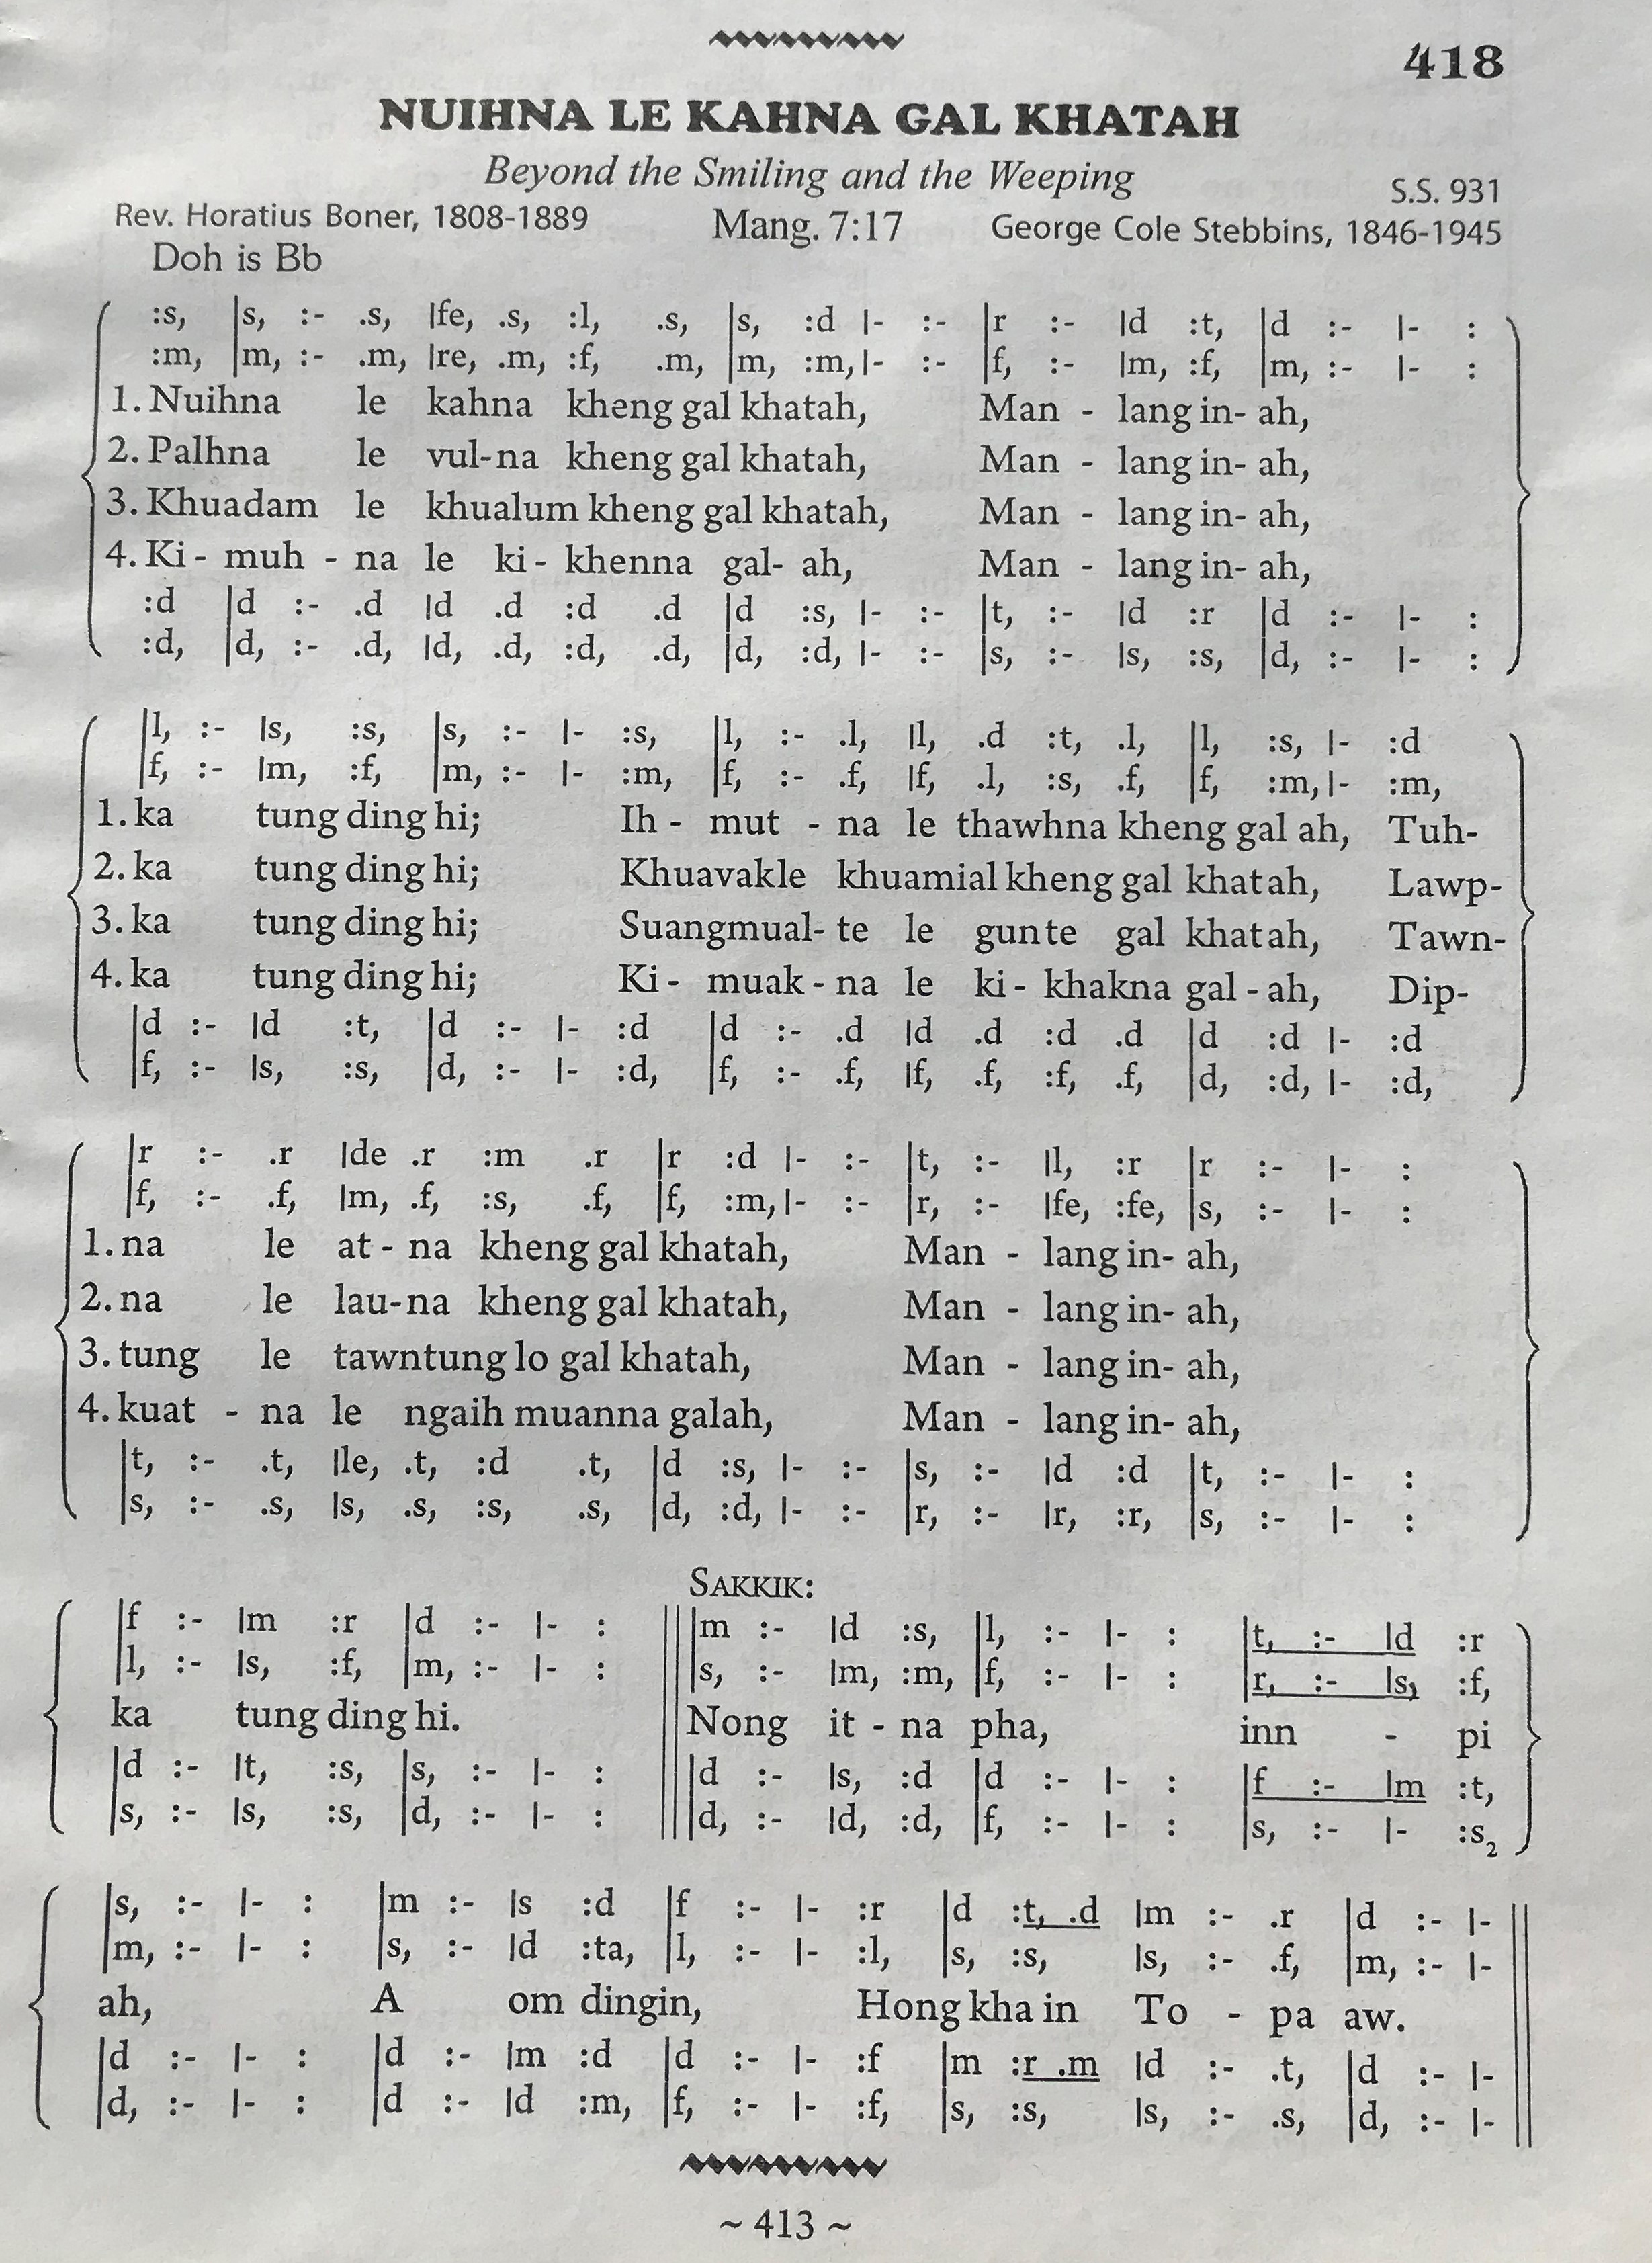 418
NUIHNA LE KAHNA GAL KHATAH
Beyond the Smiling and the Weeping
S.S. 931
Rev. Horatius Boner, 1808-1889 Mang. 7:17 George Cole Stebbins, 1846-1945
Doh is Bb
:s, |s, :- .s, |fe, .s, :l, .s, |s, :d |- :- |r :- |d :t, |d :- |- :
:m, |m, :- .m, |re, .m, :f, .m, |m, :m, |- :- |f, :- |m, :f, |m, :- |- :
1. Nuihna le kahna kheng gal khatah, Man - lang in- ah,
2. Palhna le vul-na kheng gal khatah, Man - lang in- ah,
3. Khuadam le khualum kheng gal khatah, Man - lang in- ah,
4. Ki - muh - na le ki - khenna gal- ah, Man - lang in- ah,
:d |d :- .d |d .d :d .d |d :s, |- :- |t, :- |d :r |d :- |- :
:d, |d, :- .d, |d, .d, :d, .d, |d, :d, |- :- |s, :- |s, :s, |d, :- |- :
|l, :- |s, :s, |s, :- |- :s, |l, :- .l, |l, .d :t, .l, |l, :s, |- :d
|f, :- |m, :f, |m, :- |- :m, |f, :- .f, |f, .l, :s, .f, |f, :m, |- :m,
1. ka tung ding hi; Ih - mut - na le thawhna kheng gal ah, Tuh-
2. ka tung ding hi; Khuavakle khuamial kheng gal khatah, Lawp-
3. ka tung ding hi; Suangmual- te le gunte gal khatah, Tawn-
4. ka tung ding hi; Ki - muak - na le ki - khakna gal - ah, Dip-
|d :- |d :t, |d :- |- :d |d :- .d |d .d :d .d |d :d |- :d
|f, :- |s, :s, |d, :- |- :d, |f, :- .f, |f, .f, :f, .f, |d, :d, |- :d,
|r :- .r |de .r :m .r |r :d |- :- |t, :- |l, :r |r :- |- :
|f, :- .f, |m, .f, :s, .f, |f, :m, |- :- |r, :- |fe, :fe, |s, :- |- :
1. na le at - na kheng gal khatah, Man - lang in- ah,
2. na le lau-na kheng gal khatah, Man - lang in- ah,
3. tung le tawntung lo gal khatah, Man - lang in- ah,
4. kuat - na le ngaih muanna galah, Man - lang in- ah,
|t, :- .t, |le, .t, :d .t, |d :s, |- :- |s, :- |d :d |t, :- |- :
|s, :- .s, |s, .s, :s, .s, |d, :d, |- :- |r, :- |r, :r, |s, :- |- :
SAKKIK:
|f :- |m :r |d :- |- : ||m :- |d :s, |l, :- |- : |t, :- |d :r
|l, :- |s, :f, |m, :- |- : ||s, :- |m, :m, |f, :- |- : |r, :- |s, :f,
ka tung ding hi. Nong it - na pha, inn - pi
|d :- |t, :s, |s, :- |- : ||d :- |s, :d |d :- |- : |f :- |m :t,
|s, :- |s, :s, |d, :- |- : ||d, :- |d, :d, |f, :- |- : |s, :- |- :s₂
|s, :- |- : |m :- |s :d |f :- |- :r |d :t, .d |m :- .r |d :- |- ||
|m, :- |- : |s, :- |d :ta, |l, :- |- :l, |s, :s, |s, :- .f, |m, :- |- ||
ah, A om dingin, Hong kha in To - pa aw.
|d :- |- : |d :- |m :d |d :- |- :f |m :r .m |d :- .t, |d :- |- ||
|d, :- |- : |d :- |d :m, |f, :- |- :f, |s, :s, |s, :- .s, |d, :- |- ||
~ 413 ~